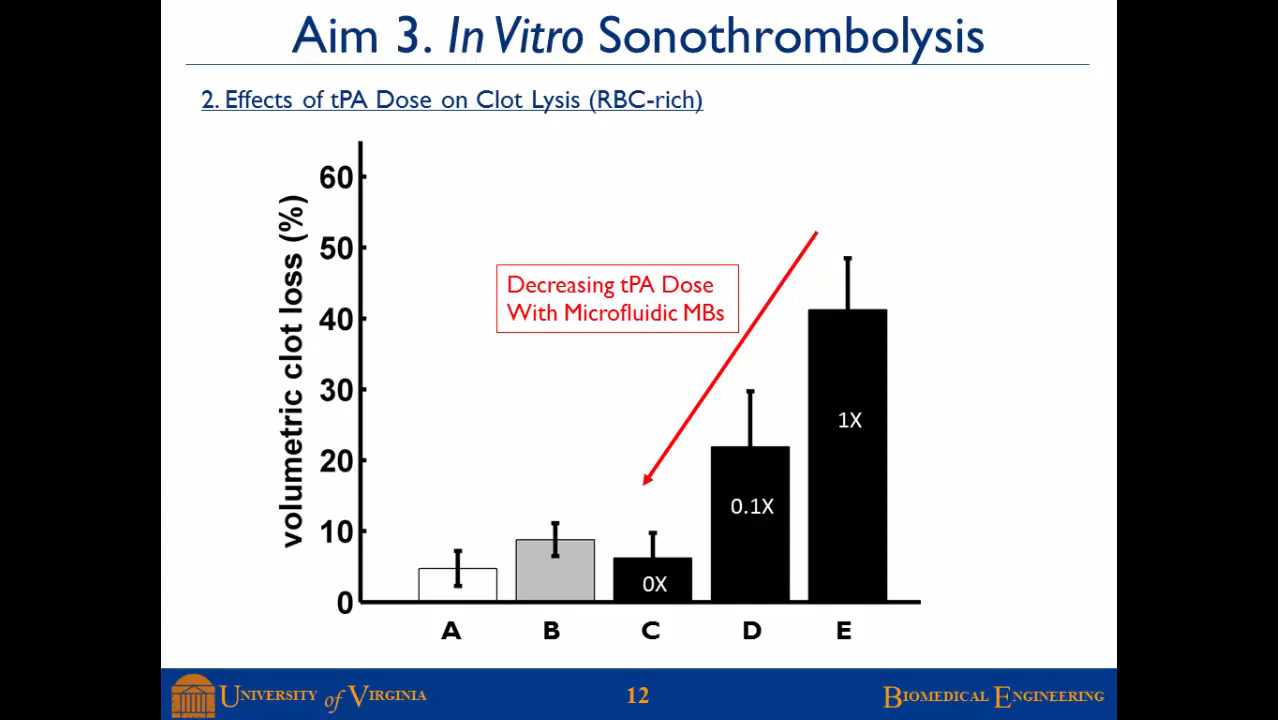 Aim 3. In Vitro Sonothrombolysis
2. Effects of tPA Dose on Clot Lysis (RBC-rich)
volumetric clot loss (%)
60
50
40
30
20
10
0
Decreasing tPA Dose
With Microfluidic MBs
0X
0.1X
1X
A B C D E
UNIVERSITY of VIRGINIA
12
BIOMEDICAL ENGINEERING